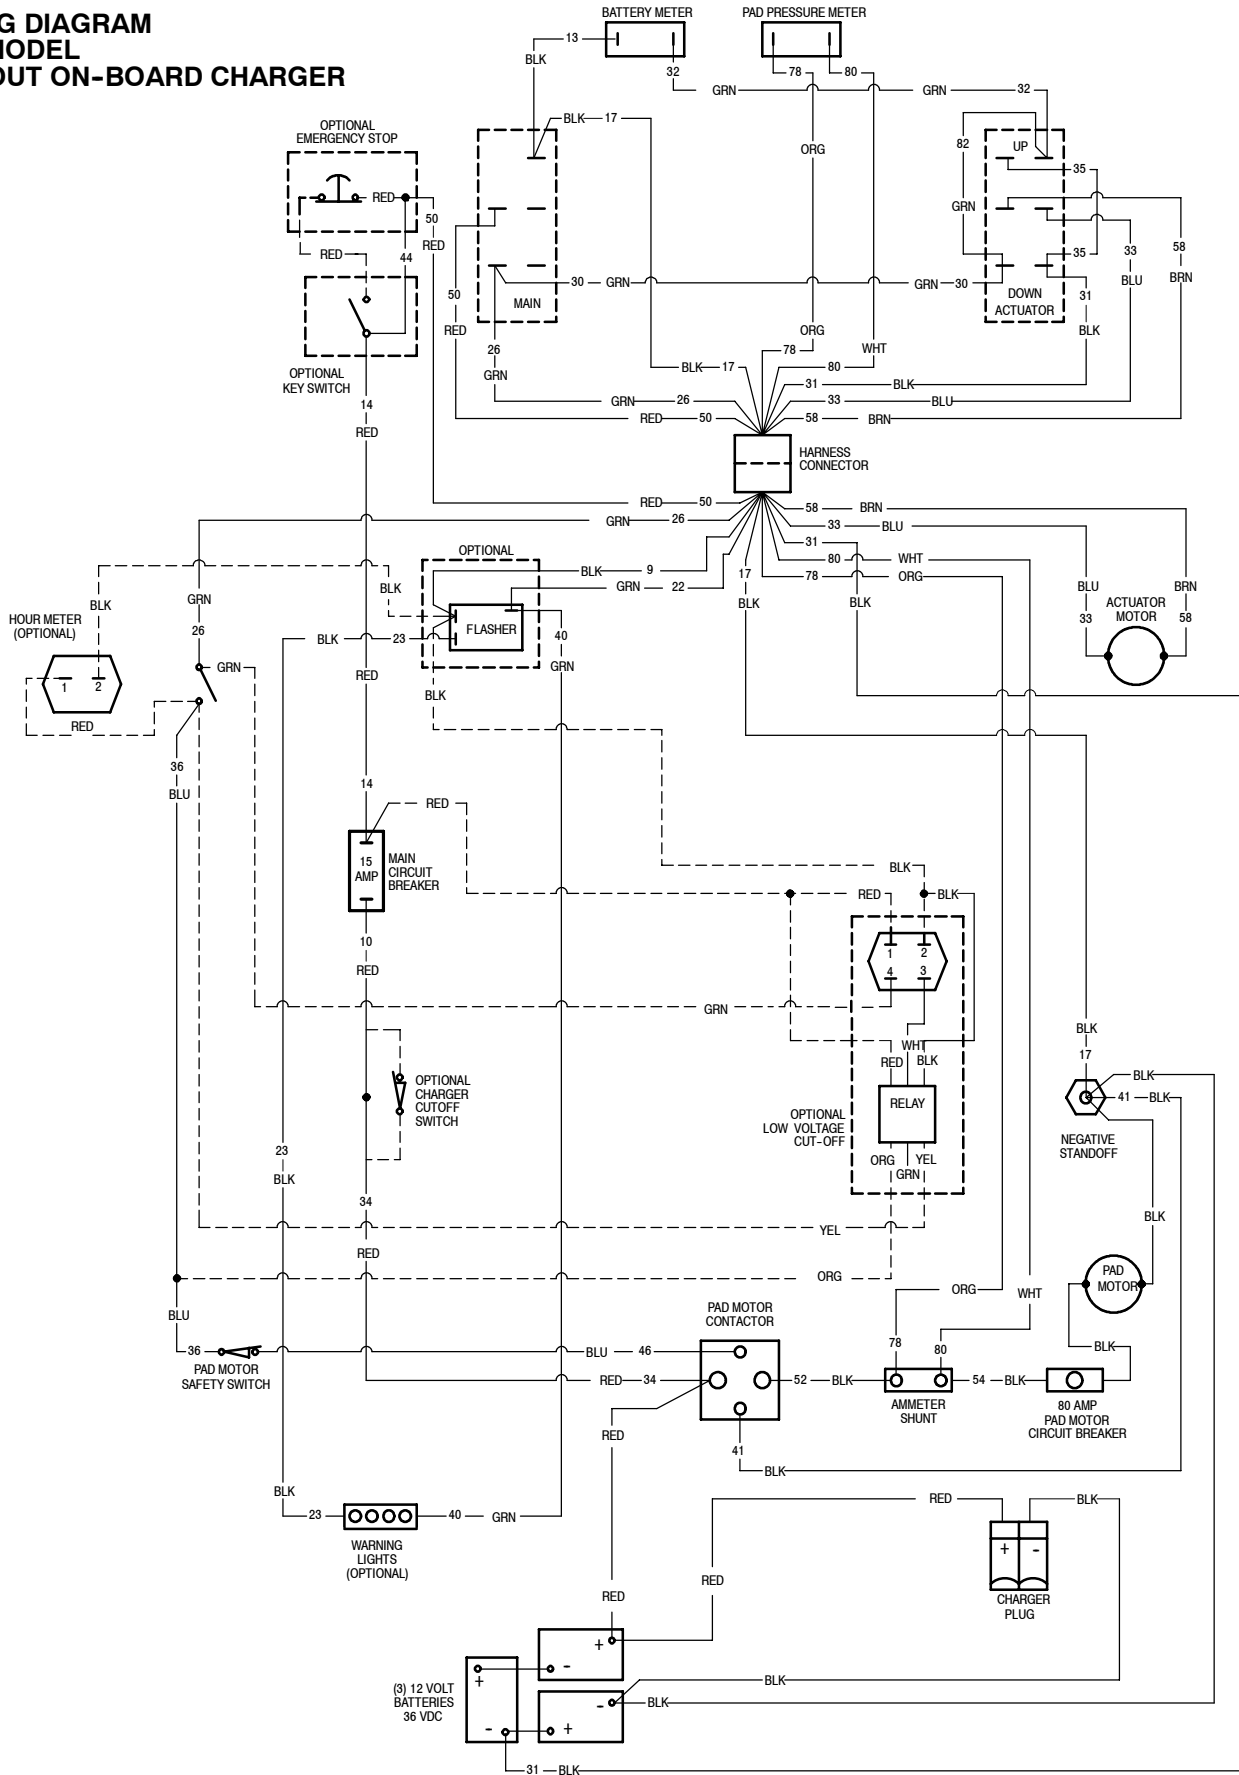 G DIAGRAM
MODEL
OUT ON-BOARD CHARGER
BATTERY METER
PAD PRESSURE METER
13
BLK
32
78
80
GRN
GRN
32
OPTIONAL
EMERGENCY STOP
BLK
17
ORG
82
UP
35
RED
50
RED
GRN
RED
44
35
33
58
BLU
BRN
30
GRN
GRN
30
50
MAIN
DOWN
ACTUATOR
31
RED
ORG
BLK
26
78
WHT
GRN
OPTIONAL
KEY SWITCH
BLK
17
80
31
BLK
14
GRN
26
33
BLU
RED
RED
50
58
BRN
HARNESS
CONNECTOR
RED
50
58
BRN
GRN
26
33
BLU
31
OPTIONAL
80
WHT
BLK
9
17
78
ORG
BLK
GRN
22
BLK
GRN
BLK
BLK
BLU
BRN
HOUR METER
(OPTIONAL)
26
ACTUATOR
MOTOR
33
58
FLASHER
BLK
23
40
GRN
GRN
RED
1
2
BLK
RED
36
BLU
14
RED
15
AMP
MAIN
CIRCUIT
BREAKER
BLK
RED
BLK
10
1
2
RED
4
3
GRN
BLK
17
WHT
RED
BLK
BLK
OPTIONAL
CHARGER
CUTOFF
SWITCH
RELAY
41
BLK
OPTIONAL
LOW VOLTAGE
CUT-OFF
NEGATIVE
STANDOFF
23
BLK
ORG
YEL
GRN
34
BLK
YEL
RED
PAD
MOTOR
ORG
ORG
WHT
BLU
PAD MOTOR
CONTACTOR
78
80
BLK
36
BLU
46
PAD MOTOR
SAFETY SWITCH
RED
34
52
BLK
54
BLK
AMMETER
SHUNT
80 AMP
PAD MOTOR
CIRCUIT BREAKER
RED
41
BLK
BLK
RED
BLK
23
40
GRN
WARNING
LIGHTS
(OPTIONAL)
+
-
RED
RED
CHARGER
PLUG
+
-
+
BLK
(3) 12 VOLT
BATTERIES
36 VDC
-
BLK
-
+
31
BLK